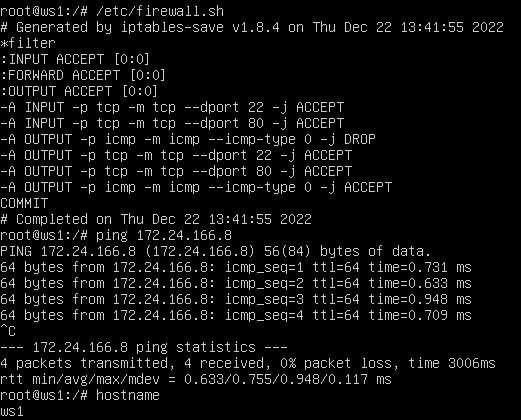 root@ws1:/# /etc/firewall.sh
# Generated by iptables-save v1.8.4 on Thu Dec 22 13:41:55 2022
*filter
:INPUT ACCEPT [0:0]
:FORWARD ACCEPT [0:0]
:OUTPUT ACCEPT [0:0]
-A INPUT -p tcp -m tcp --dport 22 -j ACCEPT
-A INPUT -p tcp -m tcp --dport 80 -j ACCEPT
-A OUTPUT -p icmp -m icmp --icmp-type 0 -j DROP
-A OUTPUT -p tcp -m tcp --dport 22 -j ACCEPT
-A OUTPUT -p tcp -m tcp --dport 80 -j ACCEPT
-A OUTPUT -p icmp -m icmp --icmp-type 0 -j ACCEPT
COMMIT
# Completed on Thu Dec 22 13:41:55 2022
root@ws1:/# ping 172.24.166.8
PING 172.24.166.8 (172.24.166.8) 56(84) bytes of data.
64 bytes from 172.24.166.8: icmp_seq=1 ttl=64 time=0.731 ms
64 bytes from 172.24.166.8: icmp_seq=2 ttl=64 time=0.633 ms
64 bytes from 172.24.166.8: icmp_seq=3 ttl=64 time=0.948 ms
64 bytes from 172.24.166.8: icmp_seq=4 ttl=64 time=0.709 ms
^C
--- 172.24.166.8 ping statistics ---
4 packets transmitted, 4 received, 0% packet loss, time 3006ms
rtt min/avg/max/mdev = 0.633/0.755/0.948/0.117 ms
root@ws1:/# hostname
ws1